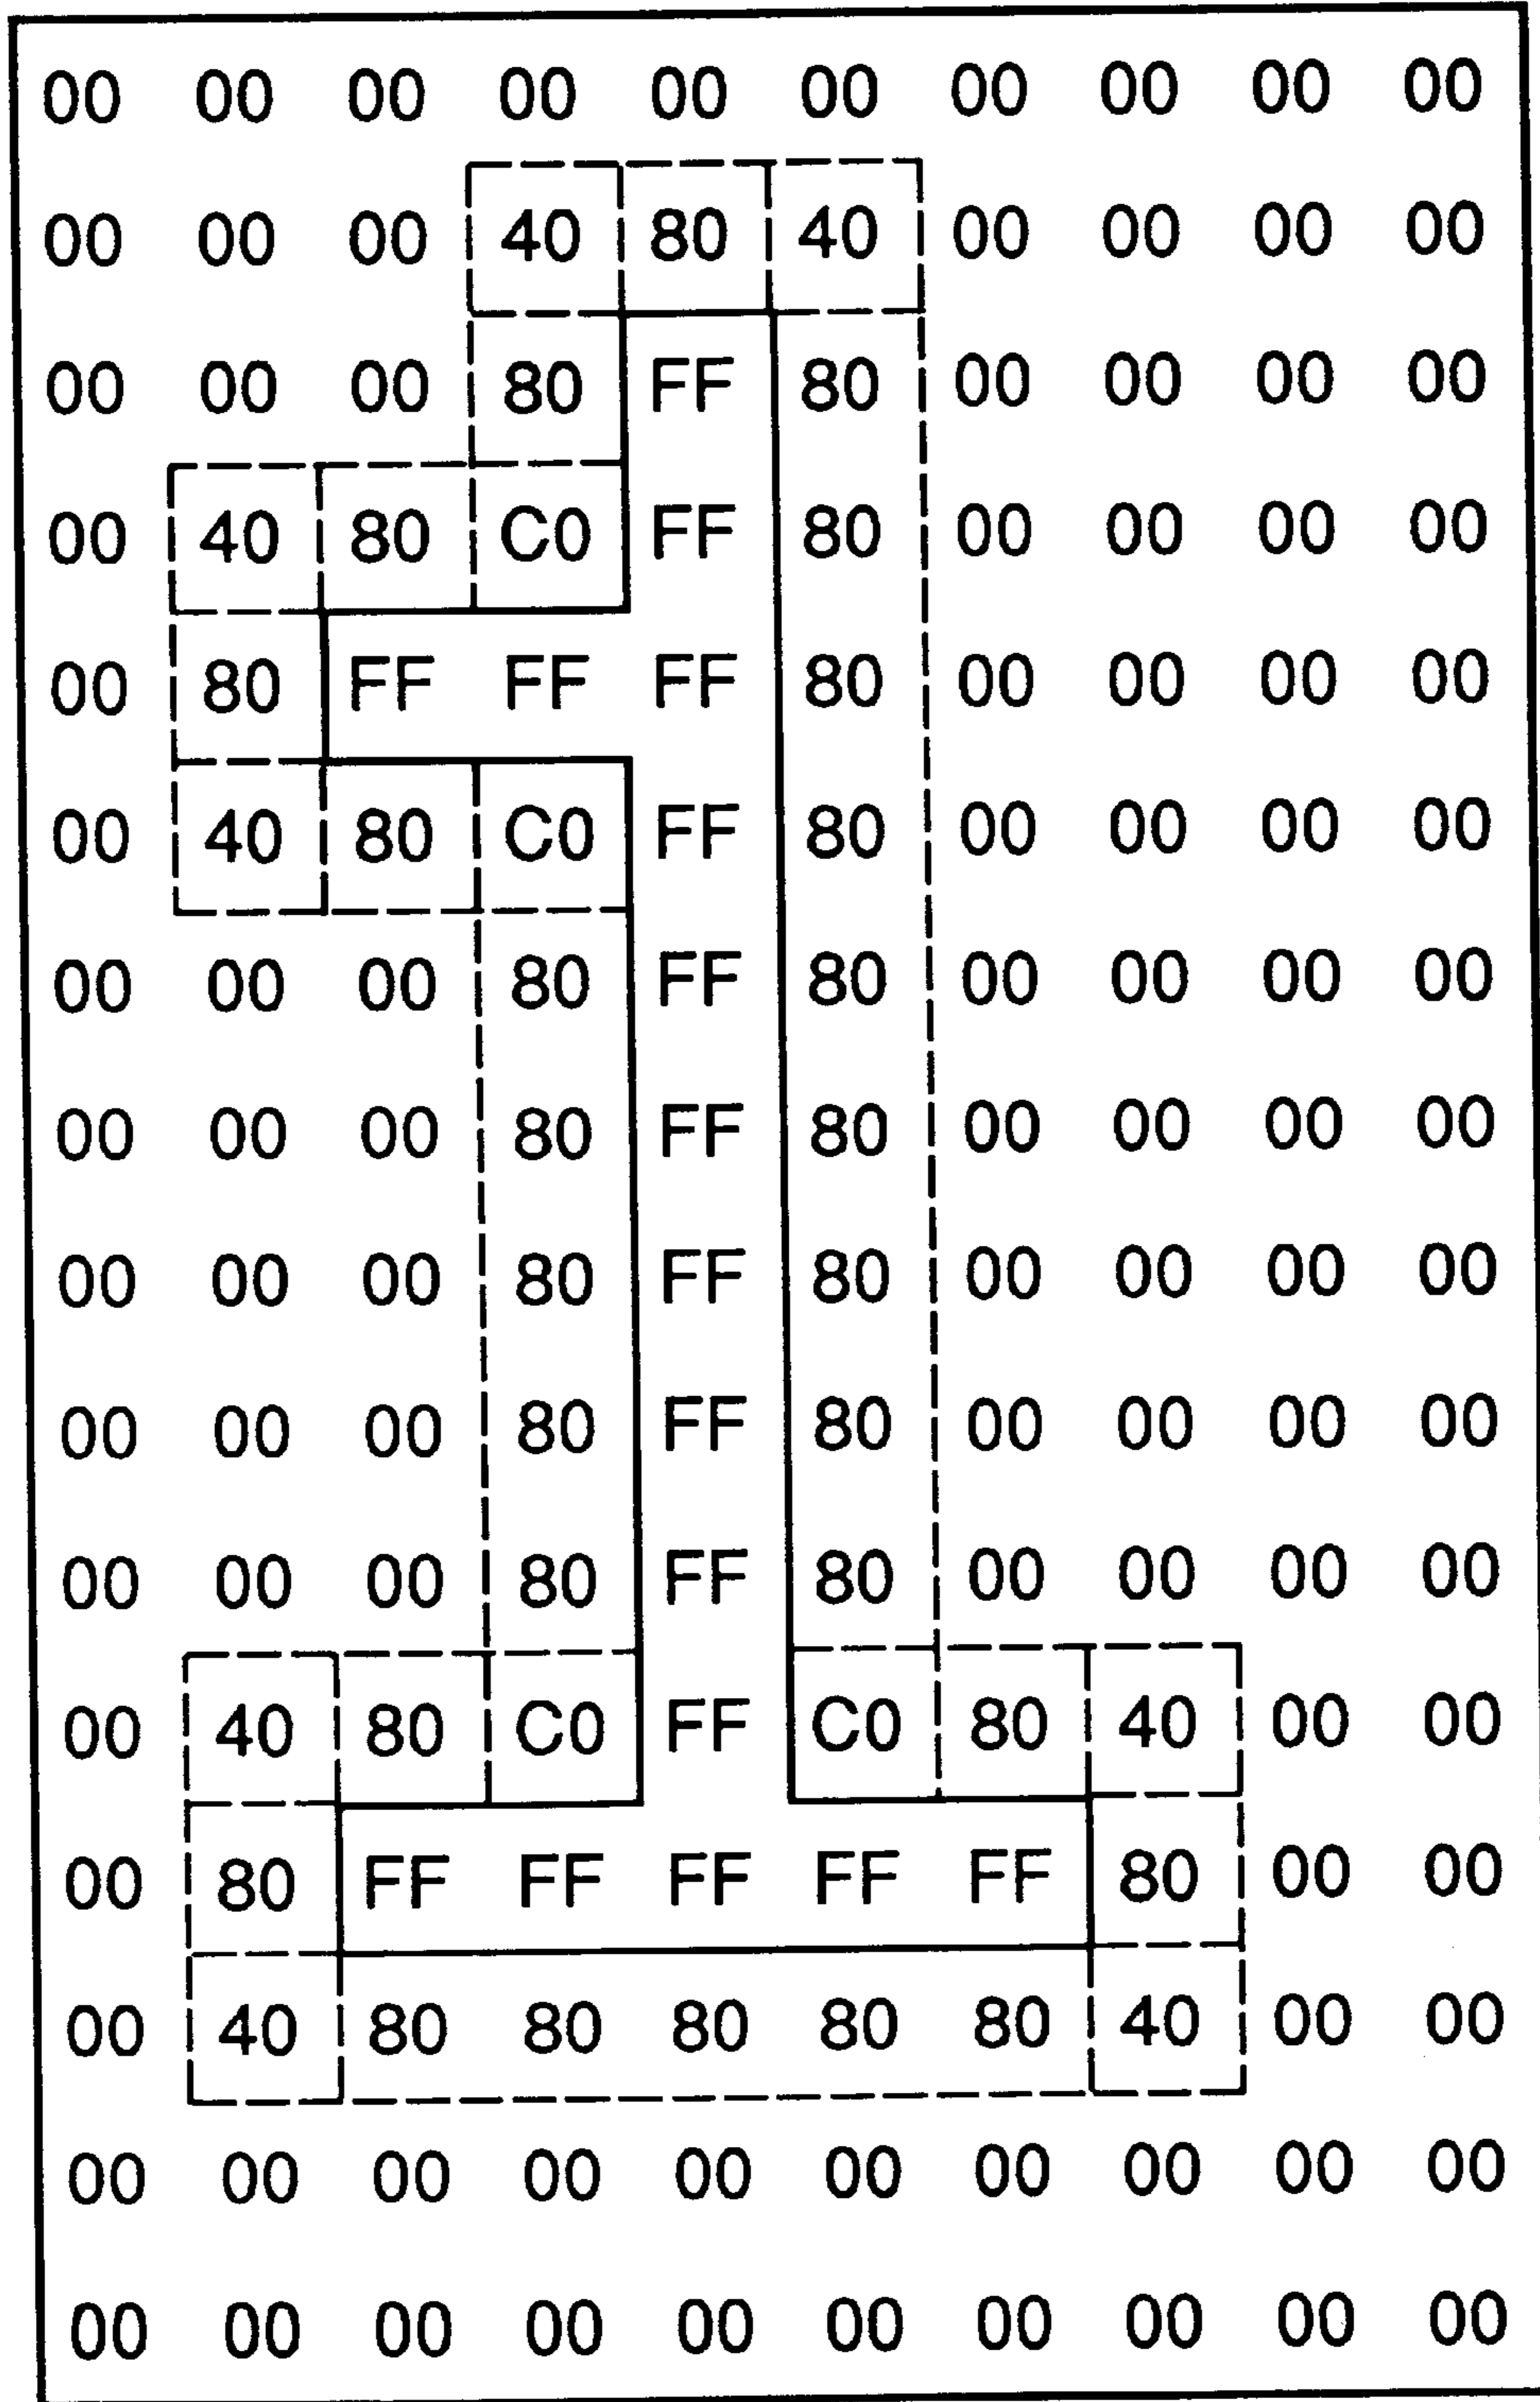 00 00 00 00 00 00 00 00 00 00
00 00 00 40 80 40 00 00 00 00
00 00 00 80 FF 80 00 00 00 00
00 40 80 C0 FF 80 00 00 00 00
00 80 FF FF FF 80 00 00 00 00
00 40 80 C0 FF 80 00 00 00 00
00 00 00 80 FF 80 00 00 00 00
00 00 00 80 FF 80 00 00 00 00
00 00 00 80 FF 80 00 00 00 00
00 00 00 80 FF 80 00 00 00 00
00 00 00 80 FF 80 00 00 00 00
00 40 80 C0 FF C0 80 40 00 00
00 80 FF FF FF FF FF 80 00 00
00 40 80 80 80 80 80 40 00 00
00 00 00 00 00 00 00 00 00 00
00 00 00 00 00 00 00 00 00 00